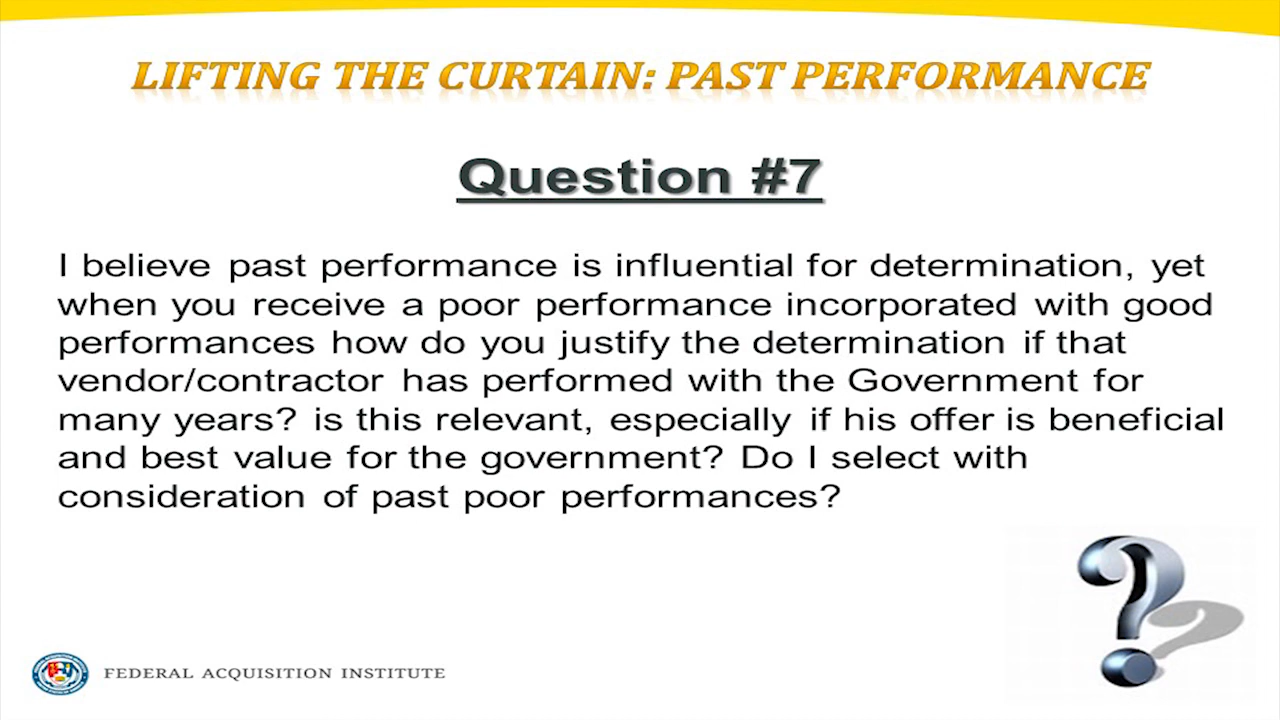 LIFTING THE CURTAIN: PAST PERFORMANCE
Question #7
I believe past performance is influential for determination, yet
when you receive a poor performance incorporated with good
performances how do you justify the determination if that
vendor/contractor has performed with the Government for
many years? is this relevant, especially if his offer is beneficial
and best value for the government? Do I select with
consideration of past poor performances?
FEDERAL ACQUISITION INSTITUTE